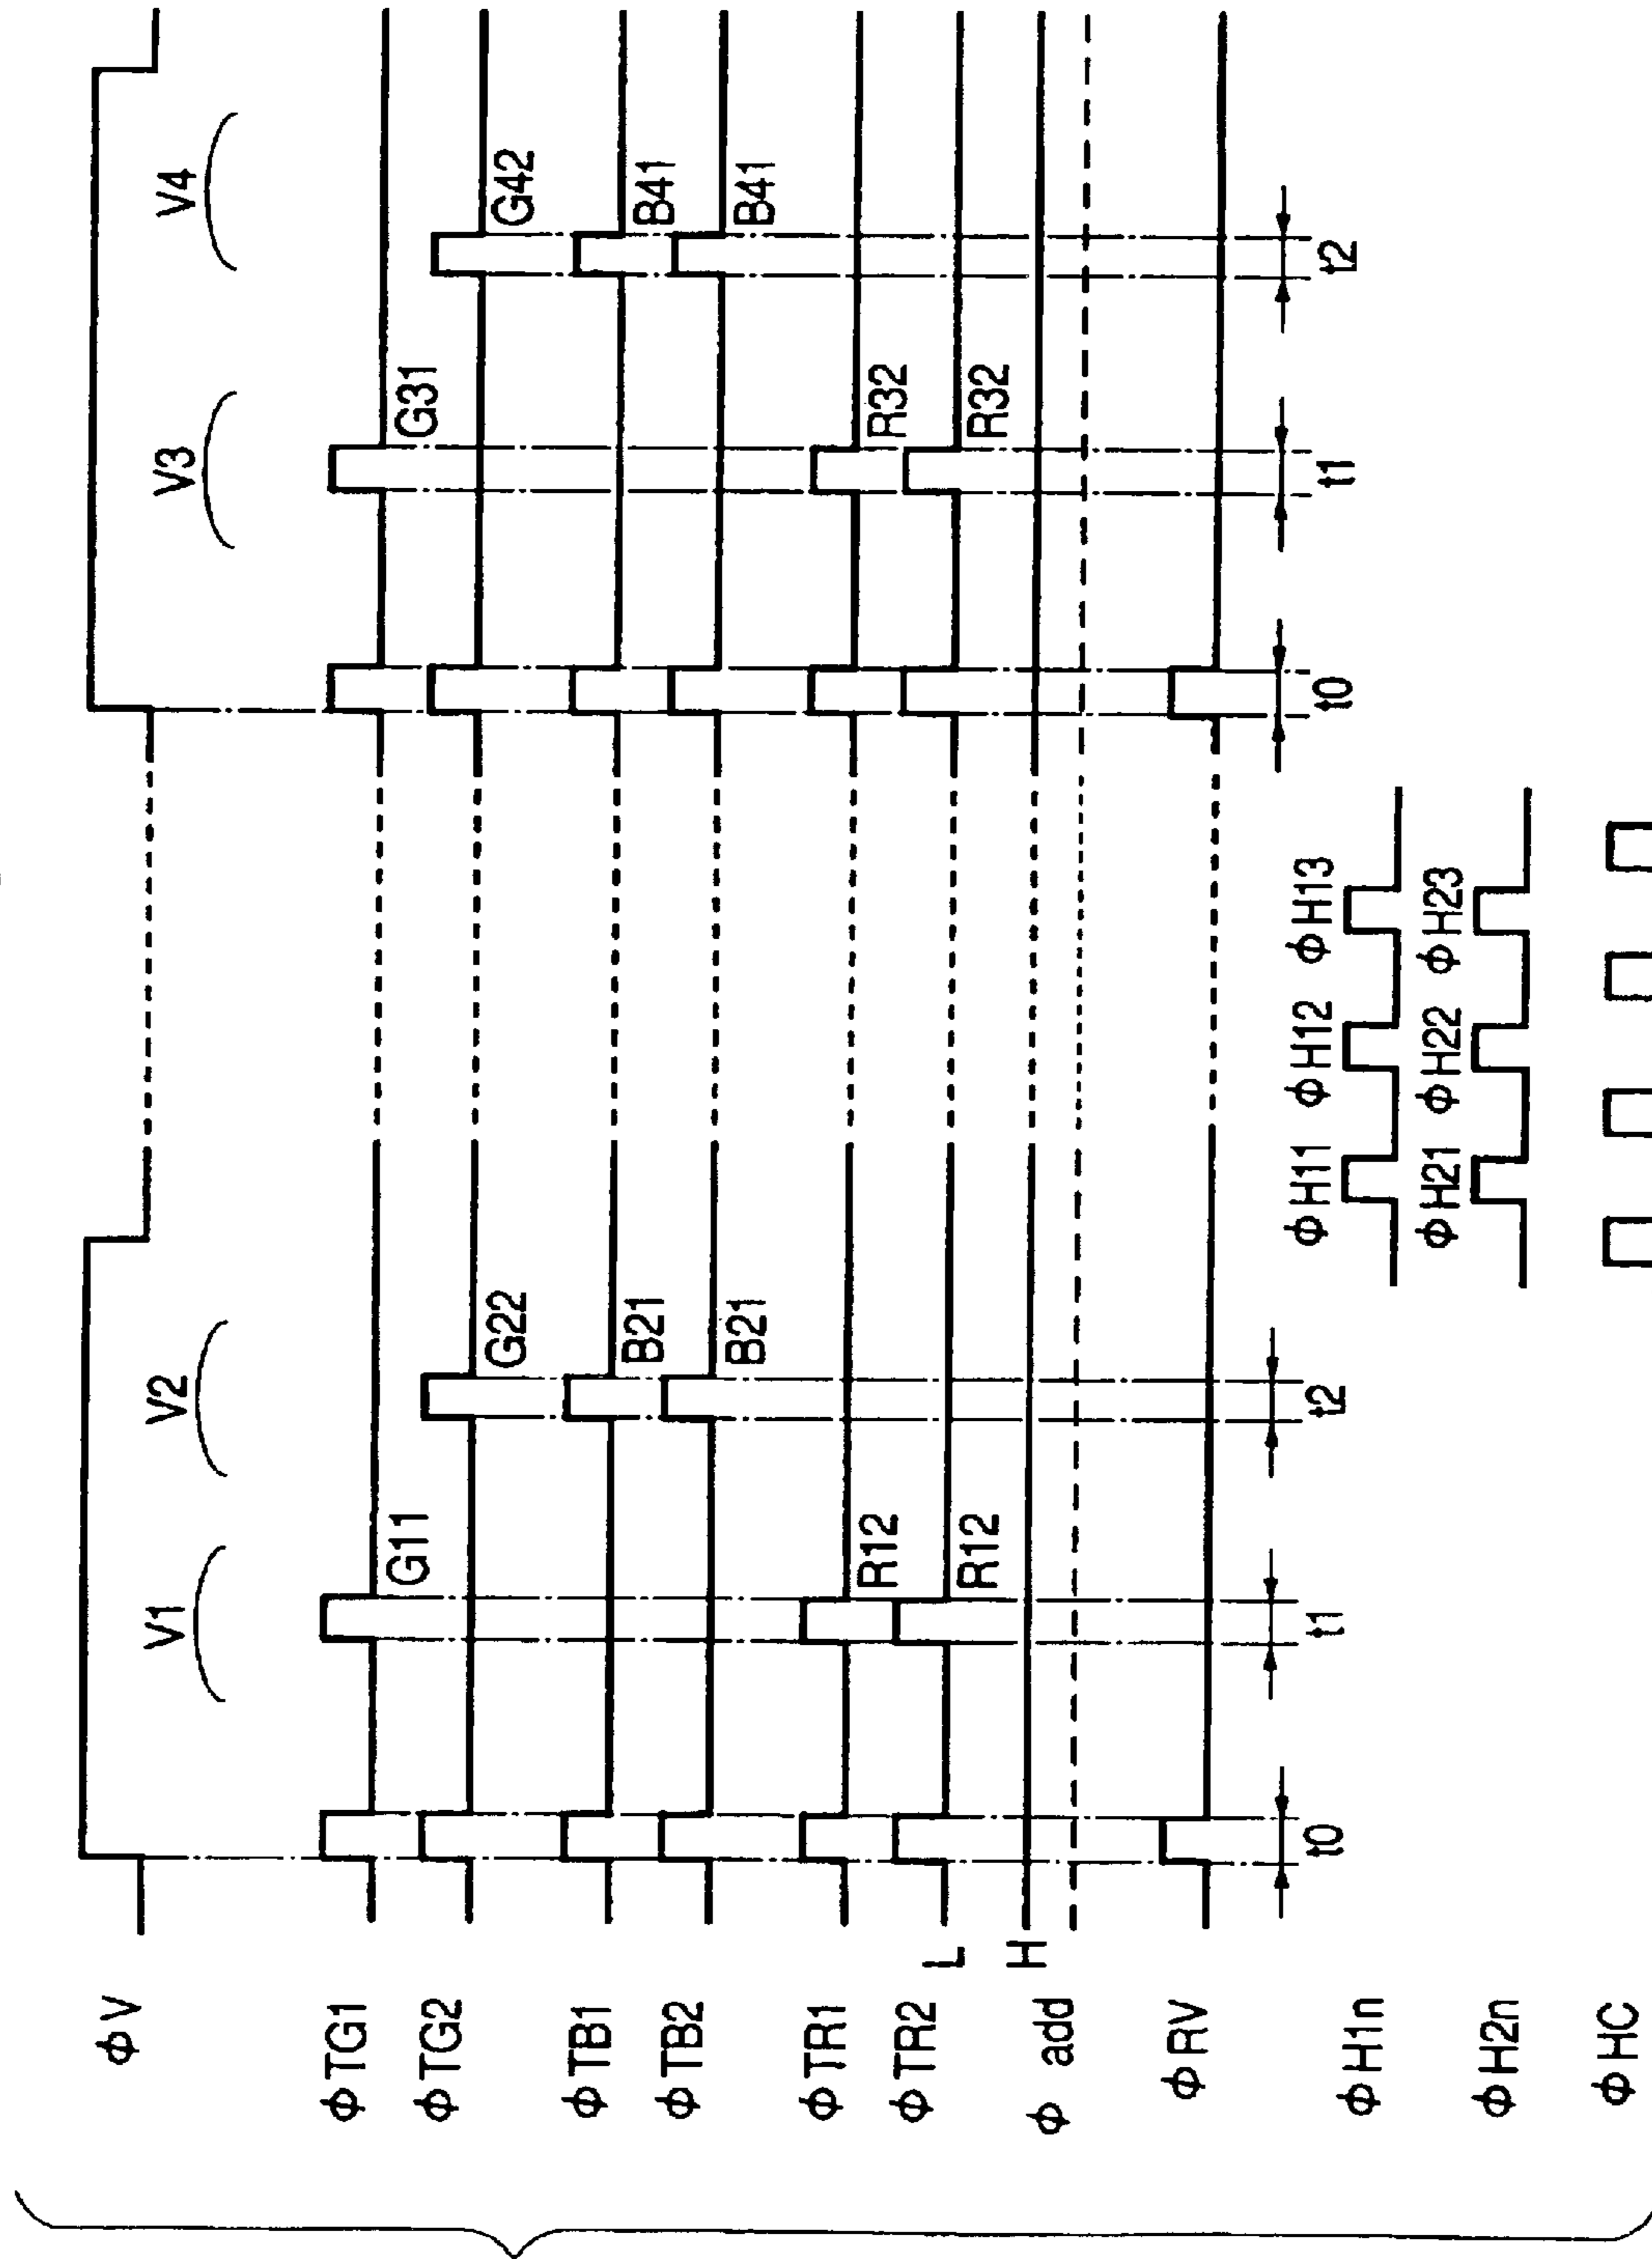 φV V1 V2 V3 V4
φTG1 G11 G31
φTG2 G22 G42
φTB1 B21 B41
φTB2 B21 B41
φTR1 R12 R32
φTR2 L R12 R32
φ add H
φRV
t0 t1 t2 t0 t1 t2
φH1n φH11 φH12 φH13
φH2n φH21 φH22 φH23
φHC